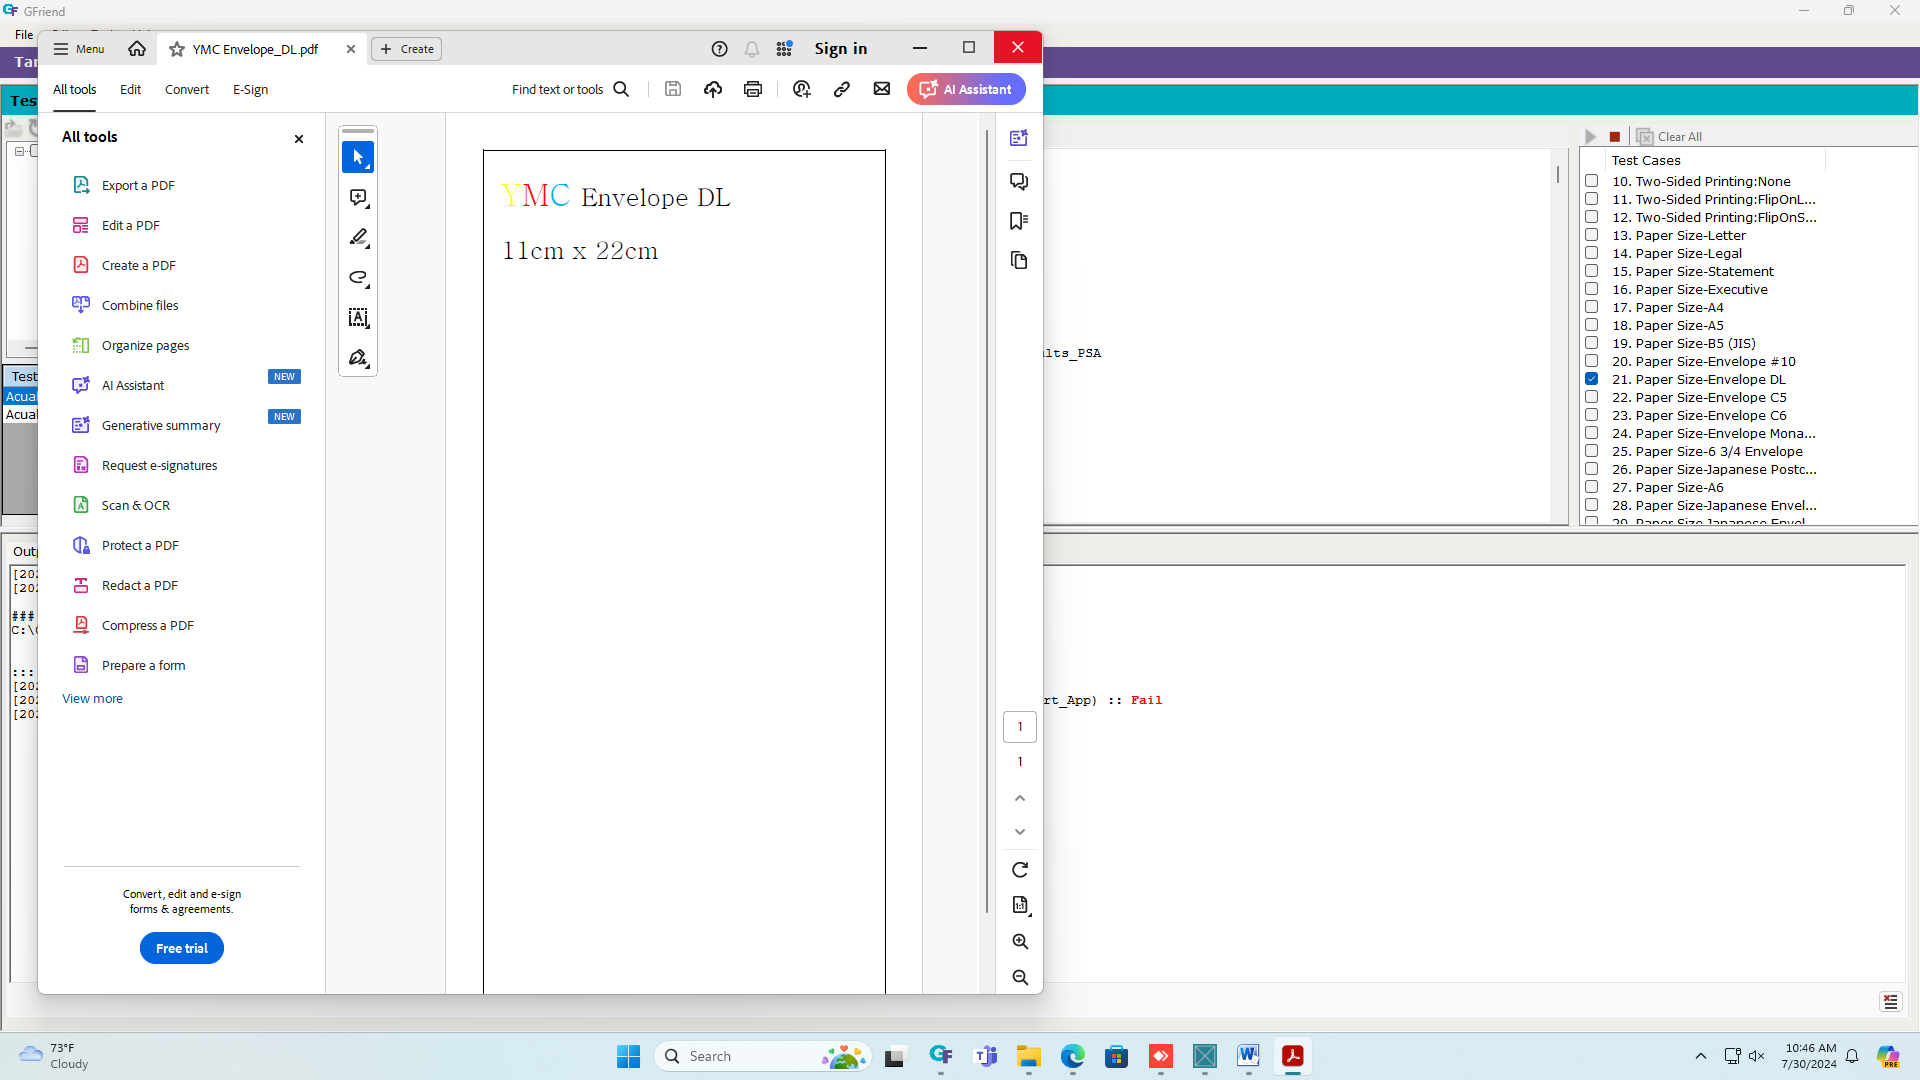 GFriend
File
Menu
YMC Envelope_DL.pdf
Create
Sign in
All tools
Edit
Convert
E-Sign
Find text or tools
AI Assistant
All tools
Export a PDF
Edit a PDF
Create a PDF
Combine files
Organize pages
AI Assistant
NEW
Generative summary
NEW
Request e-signatures
Scan & OCR
Protect a PDF
Redact a PDF
Compress a PDF
Prepare a form
View more
Convert, edit and e-sign
forms & agreements.
Free trial
YMC Envelope DL
11cm x 22cm
1
1
Tar
Tes
Test
Acual
Acual
Outp
[202
[202
###
C:\
:::
[202
[202
[202
ults_PSA
rt_App) :: Fail
Clear All
Test Cases
10. Two-Sided Printing:None
11. Two-Sided Printing:FlipOnL...
12. Two-Sided Printing:FlipOnS...
13. Paper Size-Letter
14. Paper Size-Legal
15. Paper Size-Statement
16. Paper Size-Executive
17. Paper Size-A4
18. Paper Size-A5
19. Paper Size-B5 (JIS)
20. Paper Size-Envelope #10
21. Paper Size-Envelope DL
22. Paper Size-Envelope C5
23. Paper Size-Envelope C6
24. Paper Size-Envelope Mona...
25. Paper Size-6 3/4 Envelope
26. Paper Size-Japanese Postc...
27. Paper Size-A6
28. Paper Size-Japanese Envel...
29. Paper Size-Japanese Envel
73°F
Cloudy
Search
10:46 AM
7/30/2024